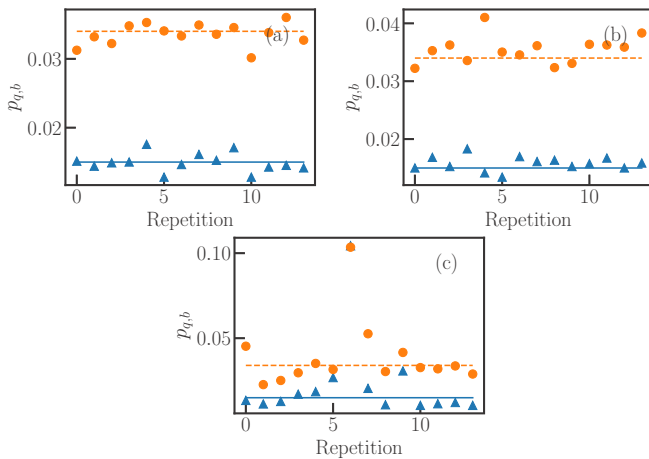 (a)
0.03
0.02
p_{q,b}
0 5 10
Repetition
(b)
0.04
0.03
0.02
p_{q,b}
0 10
Repetition
(c)
0.10
0.05
p_{q,b}
0 5 10
Repetition